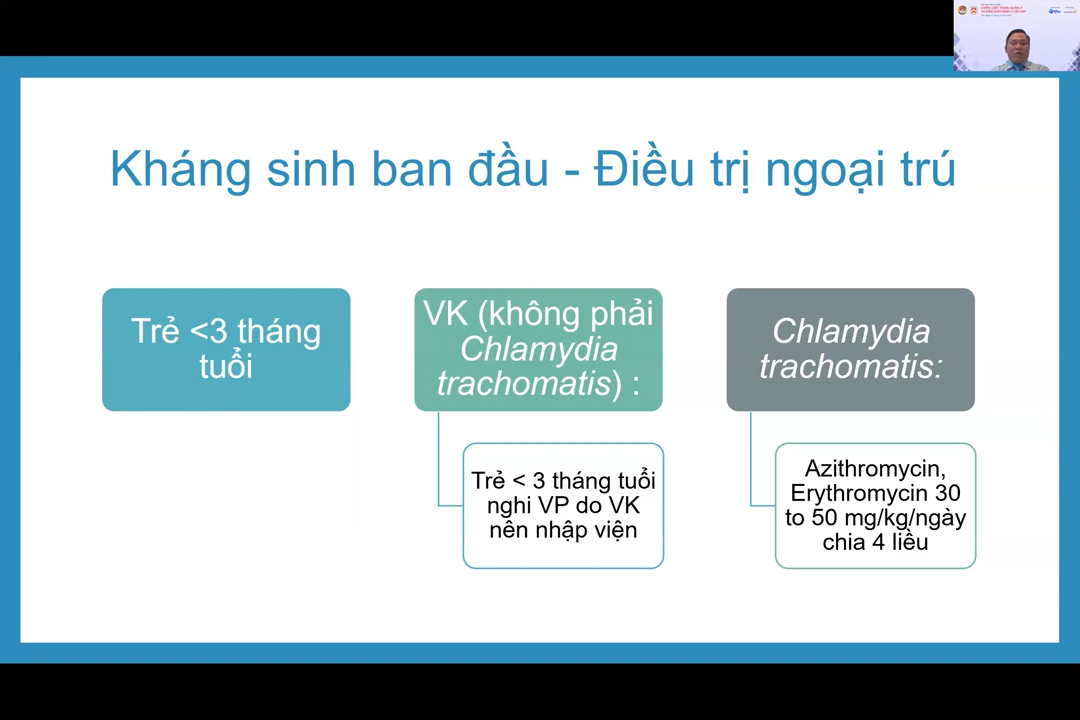 Kháng sinh ban đầu - Điều trị ngoại trú
Trẻ <3 tháng
tuổi
VK (không phải
Chlamydia
trachomatis) :
Trẻ < 3 tháng tuổi
nghi VP do VK
nên nhập viện
Chlamydia
trachomatis:
Azithromycin,
Erythromycin 30
to 50 mg/kg/ngày
chia 4 liều